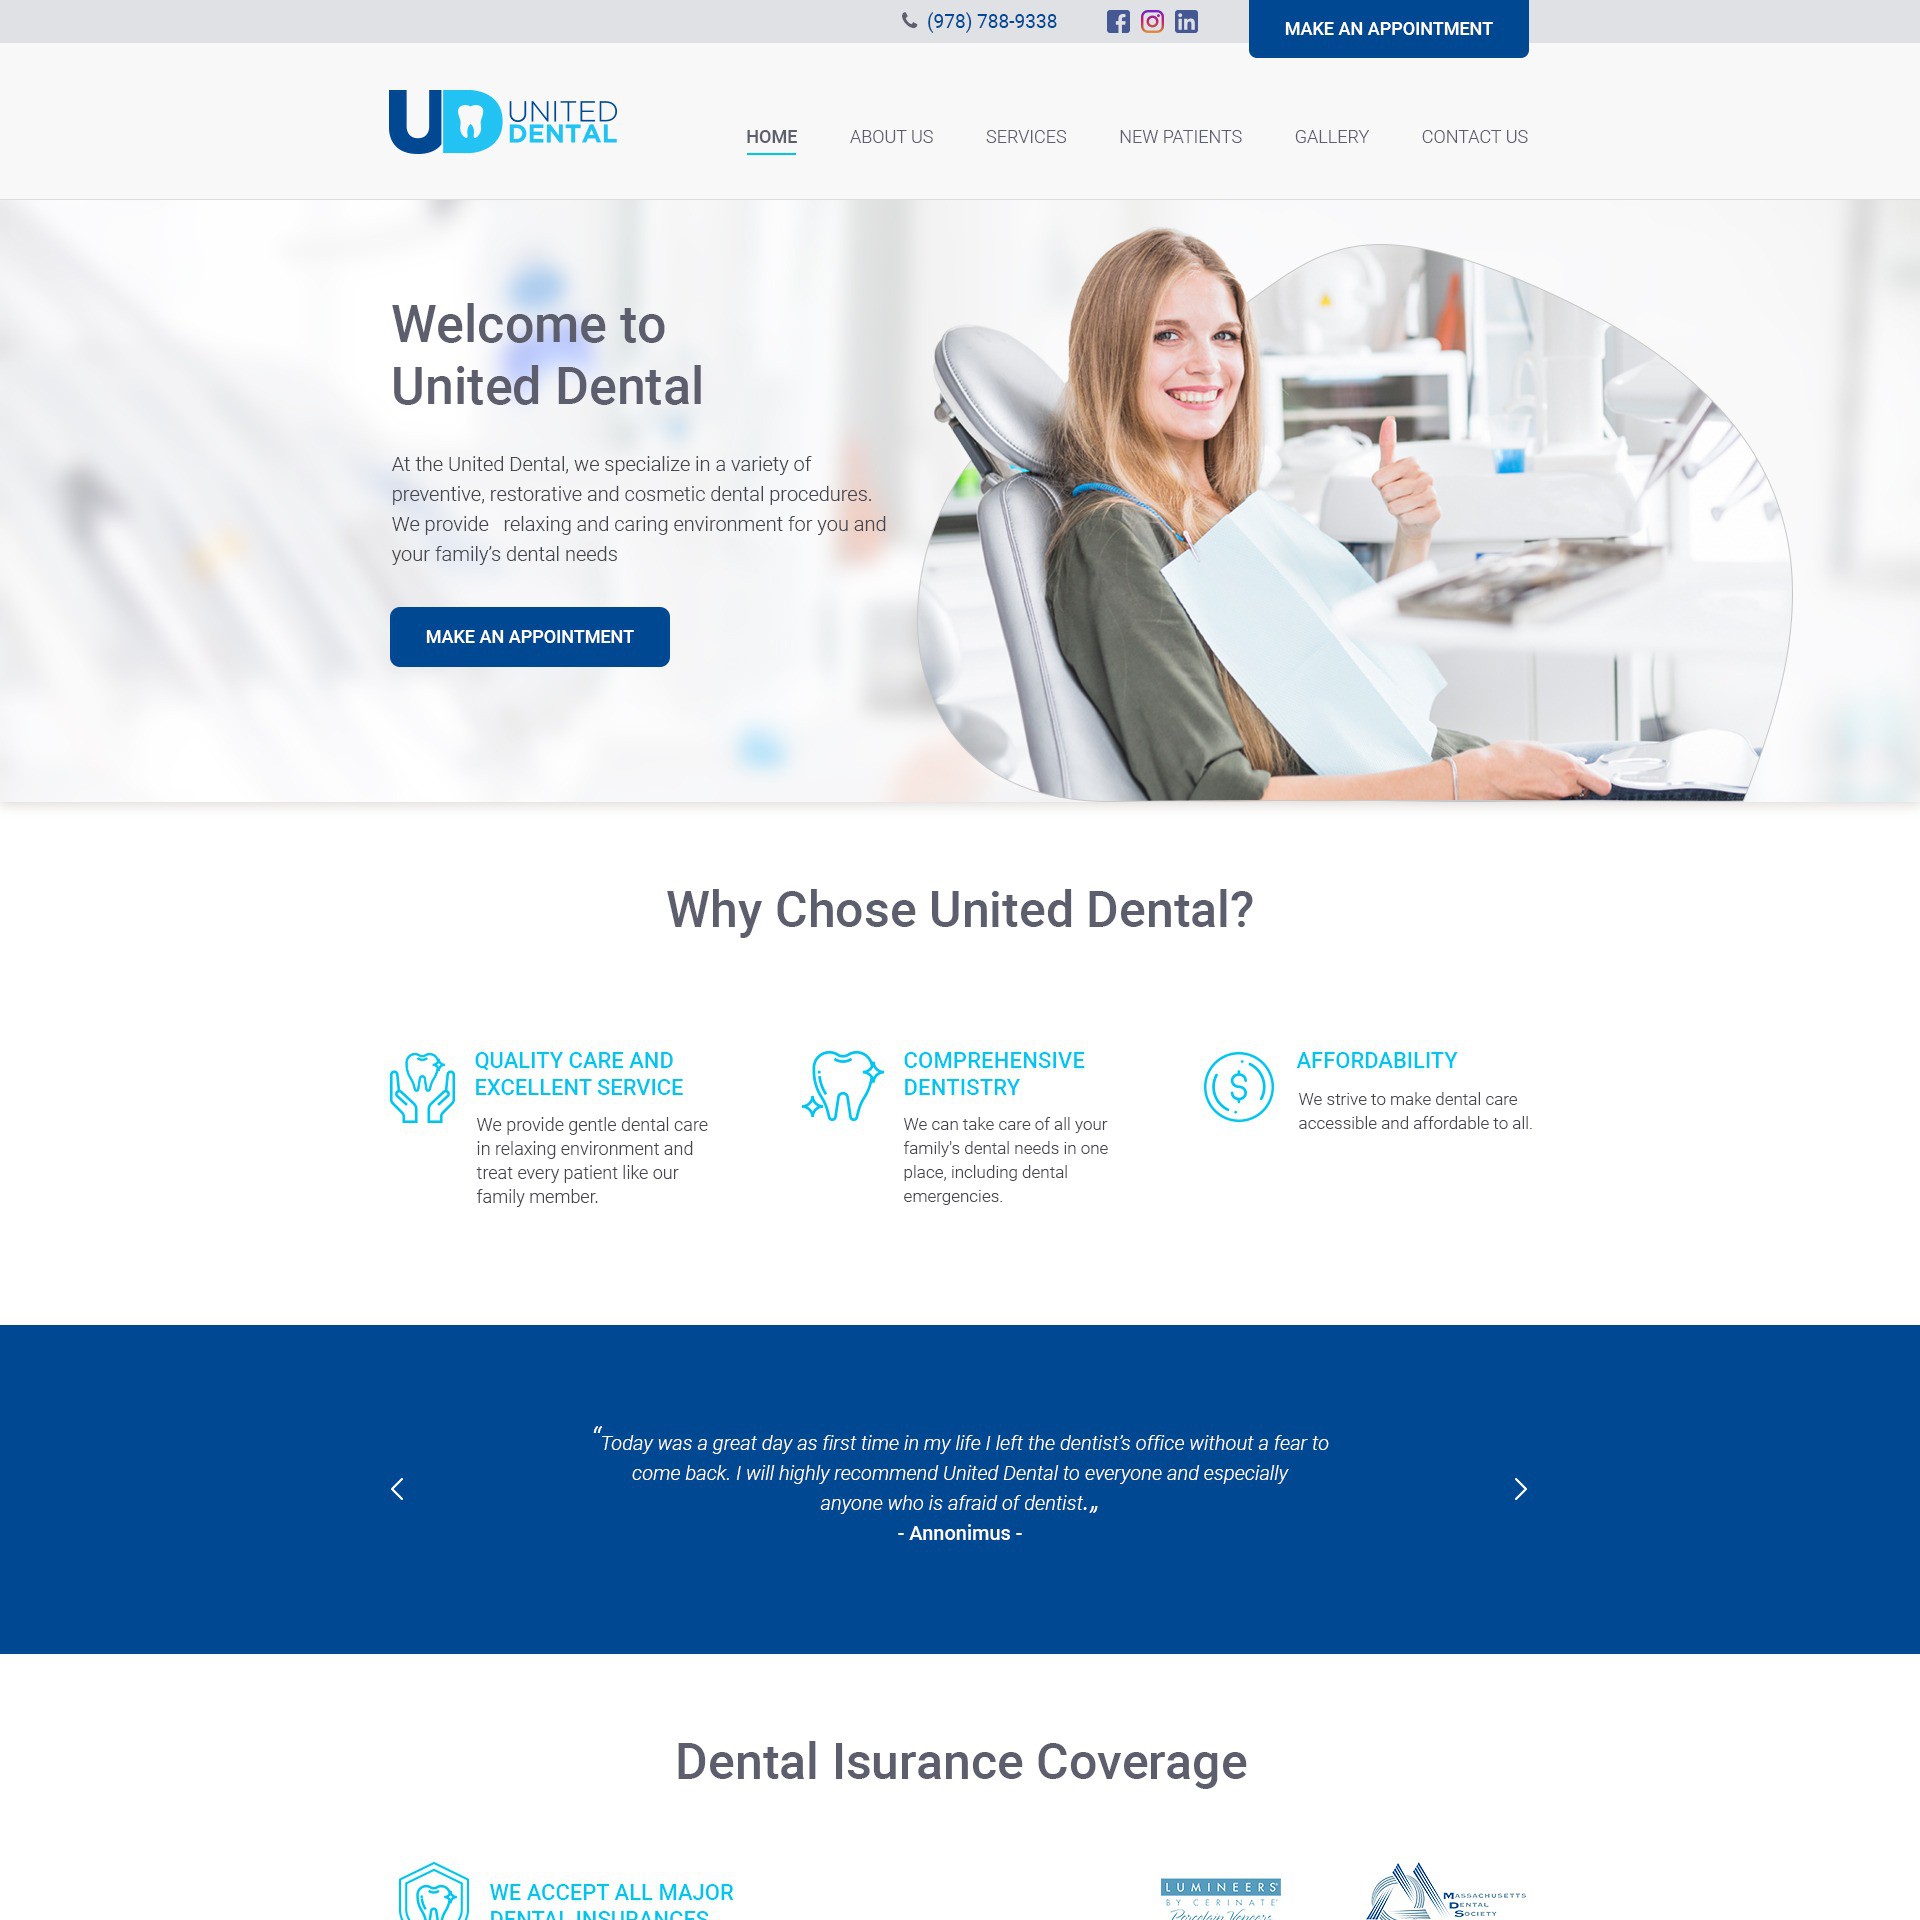 (978) 788-9338
MAKE AN APPOINTMENT
UD UNITED
DENTAL
HOME ABOUT US SERVICES NEW PATIENTS GALLERY CONTACT US
Welcome to
United Dental
At the United Dental, we specialize in a variety of
preventive, restorative and cosmetic dental procedures.
We provide relaxing and caring environment for you and
your family’s dental needs
MAKE AN APPOINTMENT
Why Chose United Dental?
QUALITY CARE AND
EXCELLENT SERVICE
We provide gentle dental care
in relaxing environment and
treat every patient like our
family member.
COMPREHENSIVE
DENTISTRY
We can take care of all your
family's dental needs in one
place, including dental
emergencies.
AFFORDABILITY
We strive to make dental care
accessible and affordable to all.
“Today was a great day as first time in my life I left the dentist’s office without a fear to
come back. I will highly recommend United Dental to everyone and especially
anyone who is afraid of dentist.„
- Annonimus -
Dental Isurance Coverage
WE ACCEPT ALL MAJOR
DENTAL INSURANCES
LUMINEERS®
BY CERINATE®
Porcelain Veneers
MASSACHUSETTS
DENTAL
SOCIETY